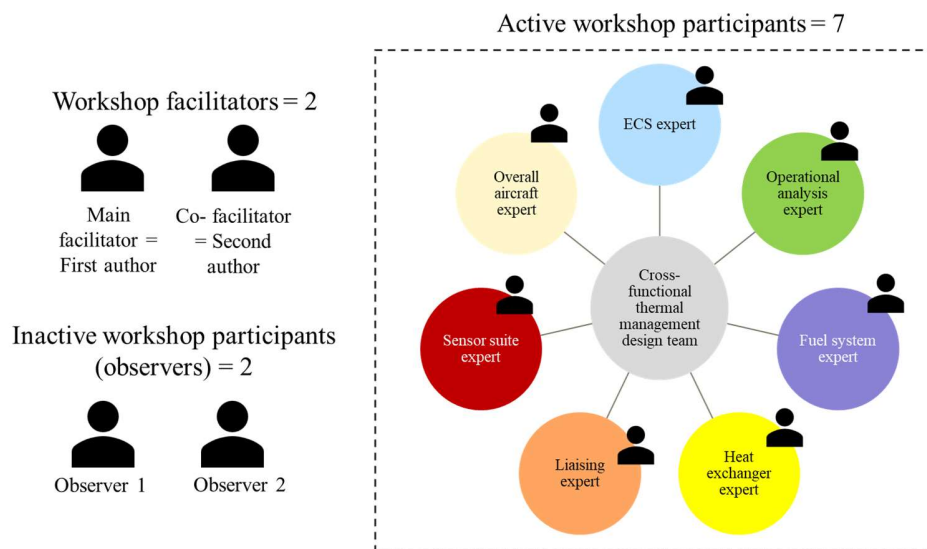 Active workshop participants = 7
Workshop facilitators = 2
Main
facilitator =
First author
Co- facilitator
= Second
author
Inactive workshop participants
(observers) = 2
Observer 1
Observer 2
ECS expert
Overall
aircraft
expert
Operational
analysis
expert
Cross-
functional
thermal
management
design team
Sensor suite
expert
Fuel system
expert
Liaising
expert
Heat
exchanger
expert